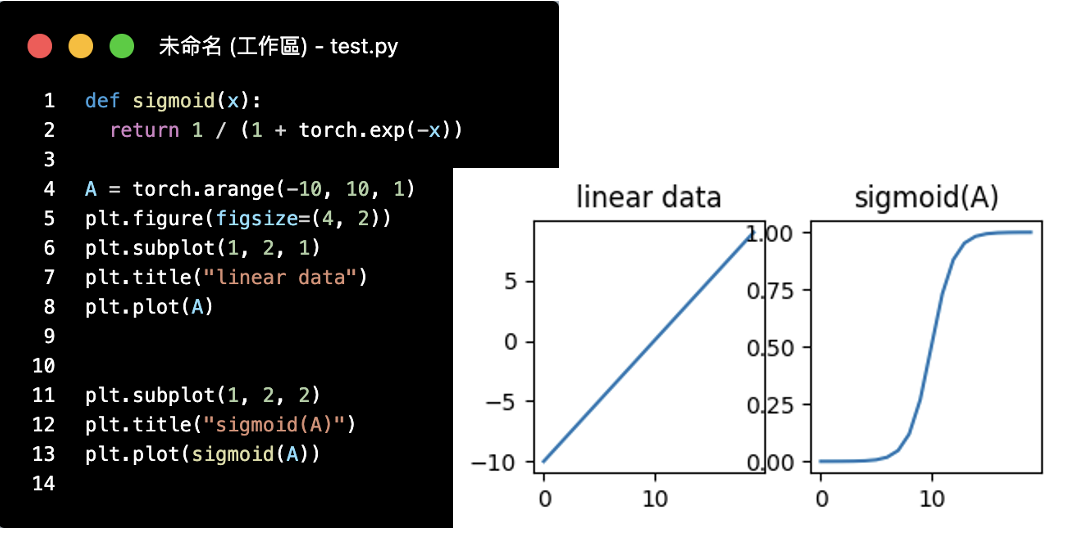 未命名 (工作區) - test.py
1 def sigmoid(x):
2   return 1 / (1 + torch.exp(-x))
3
4 A = torch.arange(-10, 10, 1)
5 plt.figure(figsize=(4, 2))
6 plt.subplot(1, 2, 1)
7 plt.title("linear data")
8 plt.plot(A)
9
10
11 plt.subplot(1, 2, 2)
12 plt.title("sigmoid(A)")
13 plt.plot(sigmoid(A))
14
linear data
5
0
−5
−10
0 10
sigmoid(A)
1.00
0.75
0.50
0.25
0.00
0 10